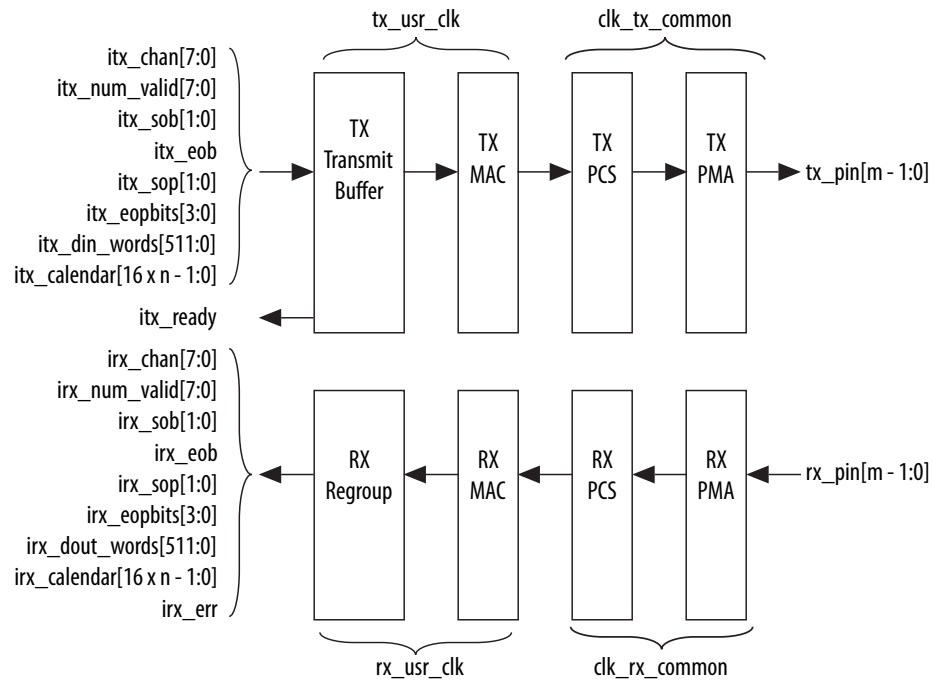 tx_usr_clk
clk_tx_common
itx_chan[7:0]
itx_num_valid[7:0]
itx_sob[1:0]
itx_eob
itx_sop[1:0]
itx_eopbits[3:0]
itx_din_words[511:0]
itx_calendar[16 x n - 1:0]
itx_ready
TX
Transmit
Buffer
TX
MAC
TX
PCS
TX
PMA
tx_pin[m - 1:0]
irx_chan[7:0]
irx_num_valid[7:0]
irx_sob[1:0]
irx_eob
irx_sop[1:0]
irx_eopbits[3:0]
irx_dout_words[511:0]
irx_calendar[16 x n - 1:0]
irx_err
RX
Regroup
RX
MAC
RX
PCS
RX
PMA
rx_pin[m - 1:0]
rx_usr_clk
clk_rx_common